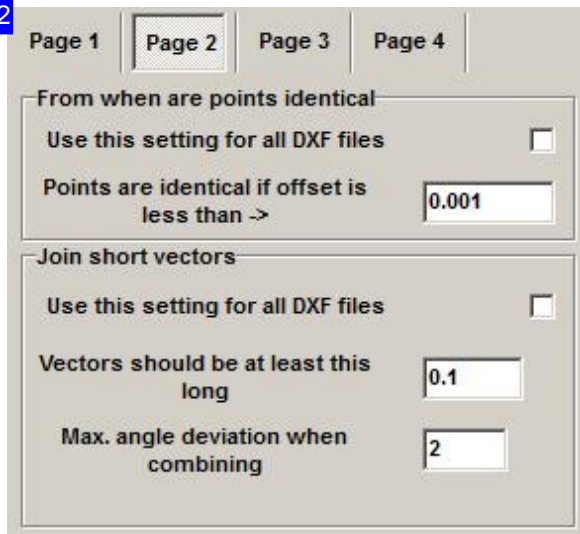 2
Page 1 Page 2 Page 3 Page 4
From when are points identical
Use this setting for all DXF files
Points are identical if offset is
less than ->
0.001
Join short vectors
Use this setting for all DXF files
Vectors should be at least this
long
0.1
Max. angle deviation when
combining
2